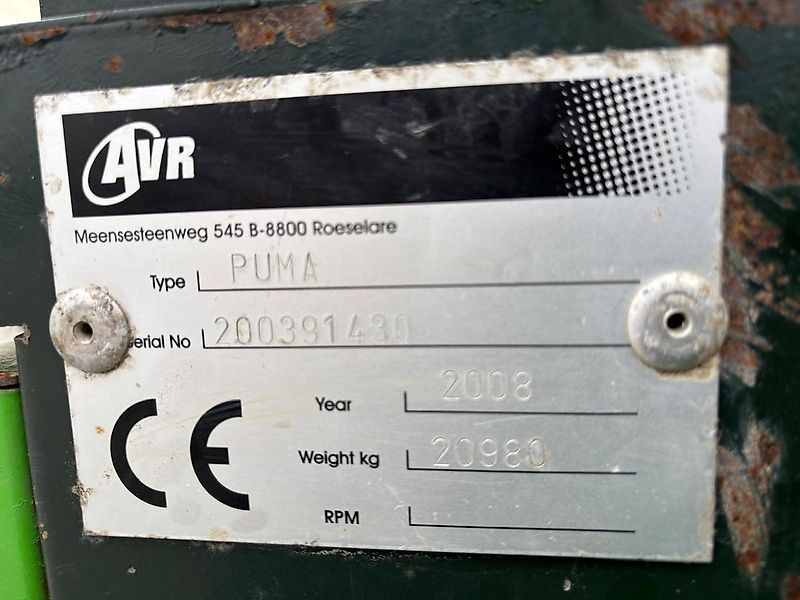 AVR
Meensesteenweg 545 B-8800 Roeselare
Type PUMA
erial No 200391430
Year 2008
Weight kg 20980
RPM
CE